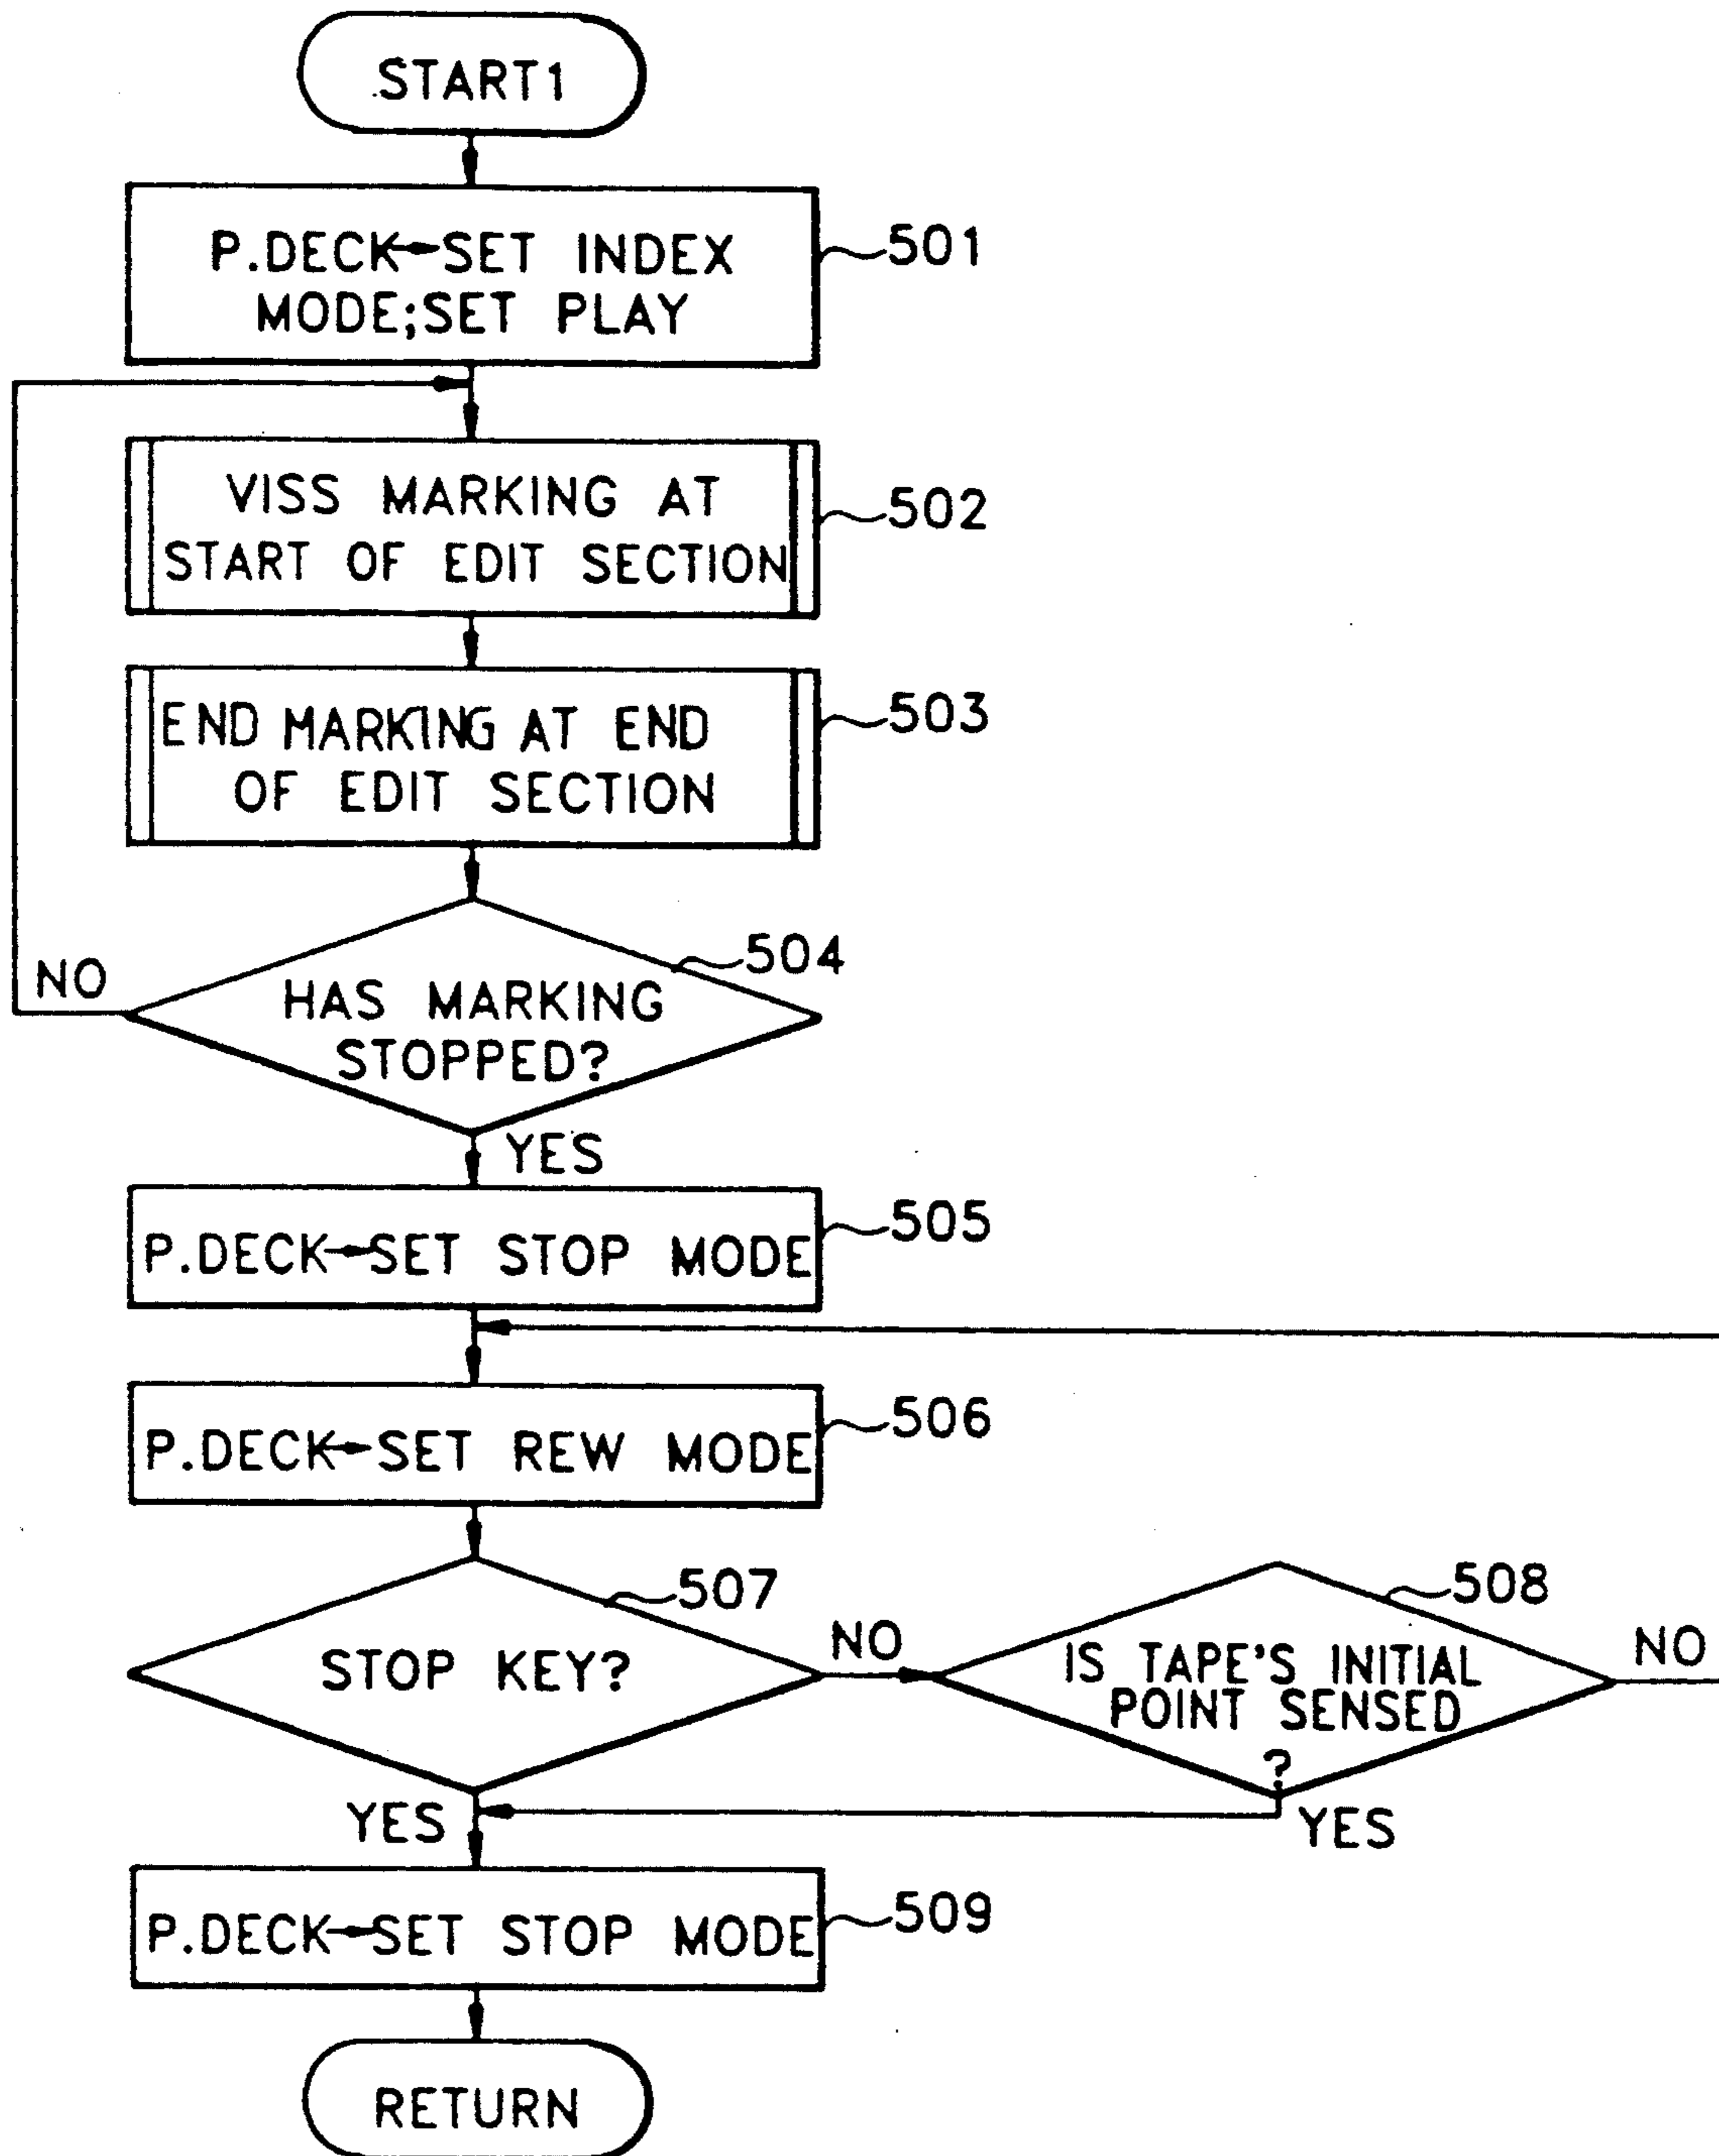 START1
P.DECK←SET INDEX
MODE;SET PLAY
501
VISS MARKING AT
START OF EDIT SECTION
502
END MARKING AT END
OF EDIT SECTION
503
504
NO
HAS MARKING
STOPPED?
YES
P.DECK←SET STOP MODE
505
P.DECK←SET REW MODE
506
507
STOP KEY?
NO
508
IS TAPE'S INITIAL
POINT SENSED
?
NO
YES
YES
P.DECK←SET STOP MODE
509
RETURN